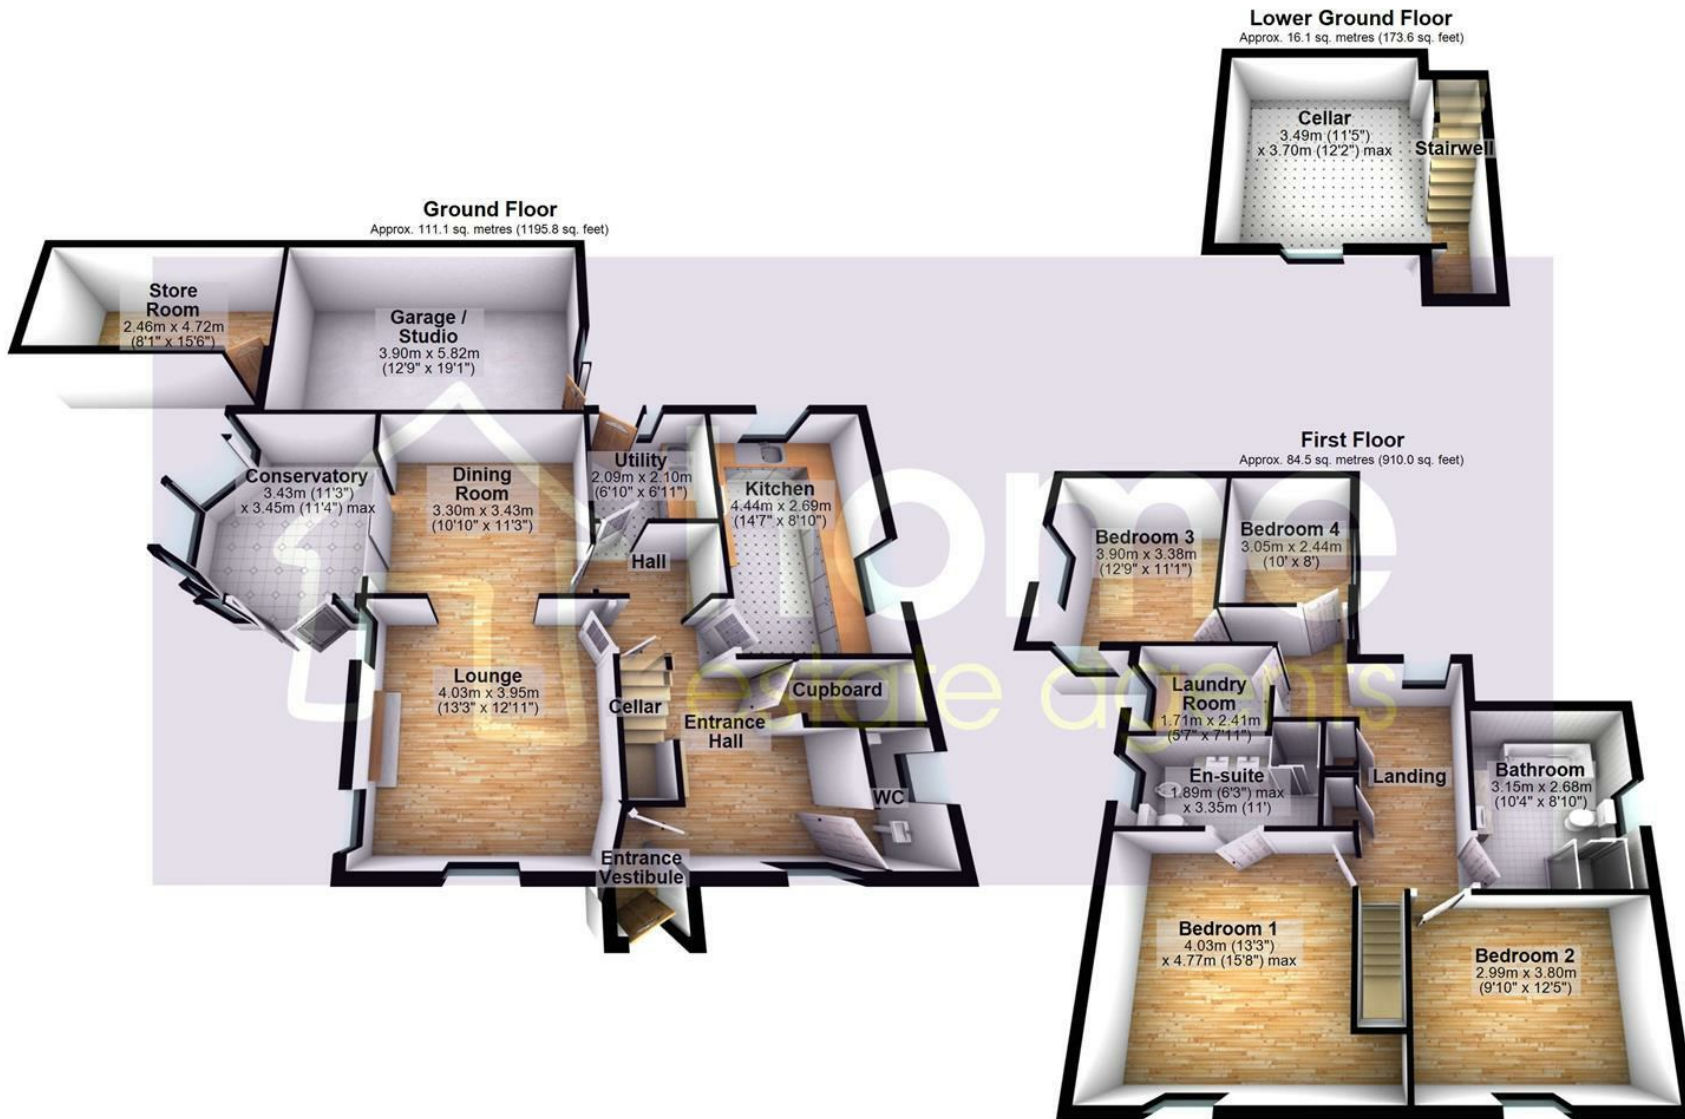 Lower Ground Floor
Approx. 16.1 sq. metres (173.6 sq. feet)
Cellar
3.49m (11'5")
x 3.70m (12'2") max
Stairwell
Ground Floor
Approx. 111.1 sq. metres (1195.8 sq. feet)
Store
Room
2.46m x 4.72m
(8'1" x 15'6")
Garage /
Studio
3.90m x 5.82m
(12'9" x 19'1")
Conservatory
3.43m (11'3")
x 3.45m (11'4") max
Dining
Room
3.30m x 3.43m
(10'10" x 11'3")
Utility
2.09m x 2.10m
(6'10" x 6'11")
Kitchen
4.44m x 2.69m
(14'7" x 8'10")
Hall
Lounge
4.03m x 3.95m
(13'3" x 12'11")
Cellar
Cupboard
Entrance
Hall
WC
Entrance
Vestibule
First Floor
Approx. 84.5 sq. metres (910.0 sq. feet)
Bedroom 3
3.90m x 3.38m
(12'9" x 11'1")
Bedroom 4
3.05m x 2.44m
(10' x 8')
Laundry
Room
1.71m x 2.41m
(5'7" x 7'11")
En-suite
1.89m (6'3") max
x 3.35m (11')
Landing
Bathroom
3.15m x 2.68m
(10'4" x 8'10")
Bedroom 1
4.03m (13'3")
x 4.77m (15'8") max
Bedroom 2
2.99m x 3.80m
(9'10" x 12'5")
home
estate agents